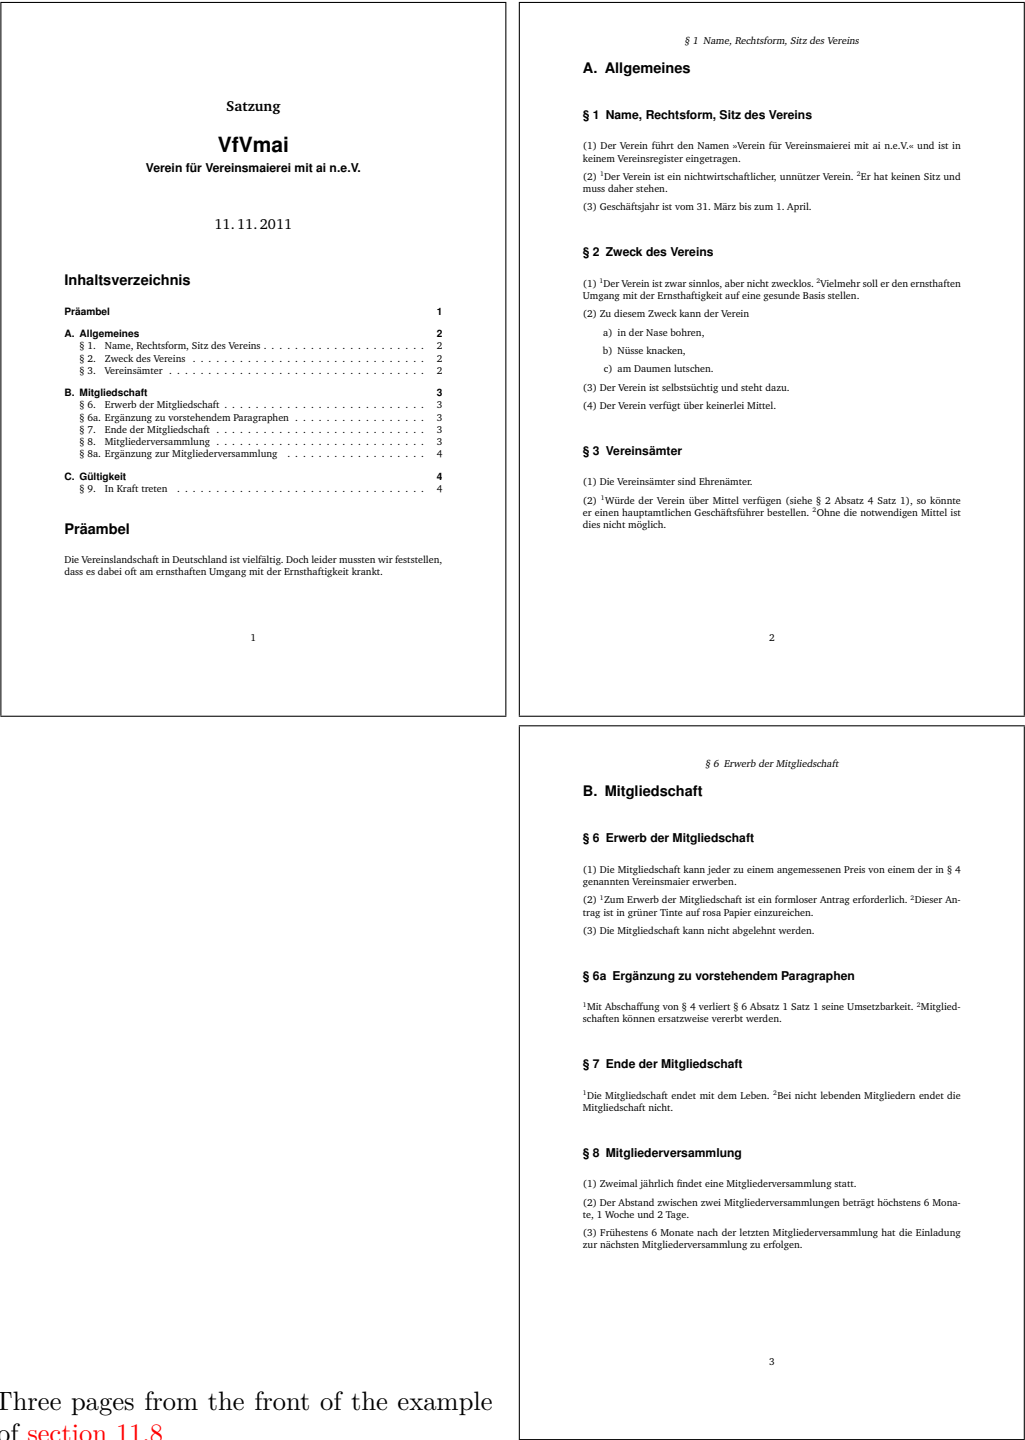 Satzung
VfVmai
Verein für Vereinsmaierei mit ai n.e.V.
11. 11. 2011
Inhaltsverzeichnis
Präambel 1
A. Allgemeines 2
§ 1. Name, Rechtsform, Sitz des Vereins . . . . . . . . . . . . . . . . . . . . . 2
§ 2. Zweck des Vereins . . . . . . . . . . . . . . . . . . . . . . . . . . . . . . 2
§ 3. Vereinsämter . . . . . . . . . . . . . . . . . . . . . . . . . . . . . . . . . 2
B. Mitgliedschaft 3
§ 6. Erwerb der Mitgliedschaft . . . . . . . . . . . . . . . . . . . . . . . . . . 3
§ 6a. Ergänzung zu vorstehendem Paragraphen . . . . . . . . . . . . . . . . . 3
§ 7. Ende der Mitgliedschaft . . . . . . . . . . . . . . . . . . . . . . . . . . . 3
§ 8. Mitgliederversammlung . . . . . . . . . . . . . . . . . . . . . . . . . . . 3
§ 8a. Ergänzung zur Mitgliederversammlung . . . . . . . . . . . . . . . . . . 4
C. Gültigkeit 4
§ 9. In Kraft treten . . . . . . . . . . . . . . . . . . . . . . . . . . . . . . . . 4
Präambel
Die Vereinslandschaft in Deutschland ist vielfältig. Doch leider mussten wir feststellen,
dass es dabei oft am ernsthaften Umgang mit der Ernsthaftigkeit krankt.
1
§ 1 Name, Rechtsform, Sitz des Vereins
A. Allgemeines
§ 1 Name, Rechtsform, Sitz des Vereins
(1) Der Verein führt den Namen »Verein für Vereinsmaierei mit ai n.e.V.« und ist in
keinem Vereinsregister eingetragen.
(2) ¹Der Verein ist ein nichtwirtschaftlicher, unnützer Verein. ²Er hat keinen Sitz und
muss daher stehen.
(3) Geschäftsjahr ist vom 31. März bis zum 1. April.
§ 2 Zweck des Vereins
(1) ¹Der Verein ist zwar sinnlos, aber nicht zwecklos. ²Vielmehr soll er den ernsthaften
Umgang mit der Ernsthaftigkeit auf eine gesunde Basis stellen.
(2) Zu diesem Zweck kann der Verein
a) in der Nase bohren,
b) Nüsse knacken,
c) am Daumen lutschen.
(3) Der Verein ist selbstsüchtig und steht dazu.
(4) Der Verein verfügt über keinerlei Mittel.
§ 3 Vereinsämter
(1) Die Vereinsämter sind Ehrenämter.
(2) ¹Würde der Verein über Mittel verfügen (siehe § 2 Absatz 4 Satz 1), so könnte
er einen hauptamtlichen Geschäftsführer bestellen. ²Ohne die notwendigen Mittel ist
dies nicht möglich.
2
§ 6 Erwerb der Mitgliedschaft
B. Mitgliedschaft
§ 6 Erwerb der Mitgliedschaft
(1) Die Mitgliedschaft kann jeder zu einem angemessenen Preis von einem der in § 4
genannten Vereinsmaier erwerben.
(2) ¹Zum Erwerb der Mitgliedschaft ist ein formloser Antrag erforderlich. ²Dieser An-
trag ist in grüner Tinte auf rosa Papier einzureichen.
(3) Die Mitgliedschaft kann nicht abgelehnt werden.
§ 6a Ergänzung zu vorstehendem Paragraphen
¹Mit Abschaffung von § 4 verliert § 6 Absatz 1 Satz 1 seine Umsetzbarkeit. ²Mitglied-
schaften können ersatzweise vererbt werden.
§ 7 Ende der Mitgliedschaft
¹Die Mitgliedschaft endet mit dem Leben. ²Bei nicht lebenden Mitgliedern endet die
Mitgliedschaft nicht.
§ 8 Mitgliederversammlung
(1) Zweimal jährlich findet eine Mitgliederversammlung statt.
(2) Der Abstand zwischen zwei Mitgliederversammlungen beträgt höchstens 6 Mona-
te, 1 Woche und 2 Tage.
(3) Frühestens 6 Monate nach der letzten Mitgliederversammlung hat die Einladung
zur nächsten Mitgliederversammlung zu erfolgen.
3
Three pages from the front of the example
of section 11.8